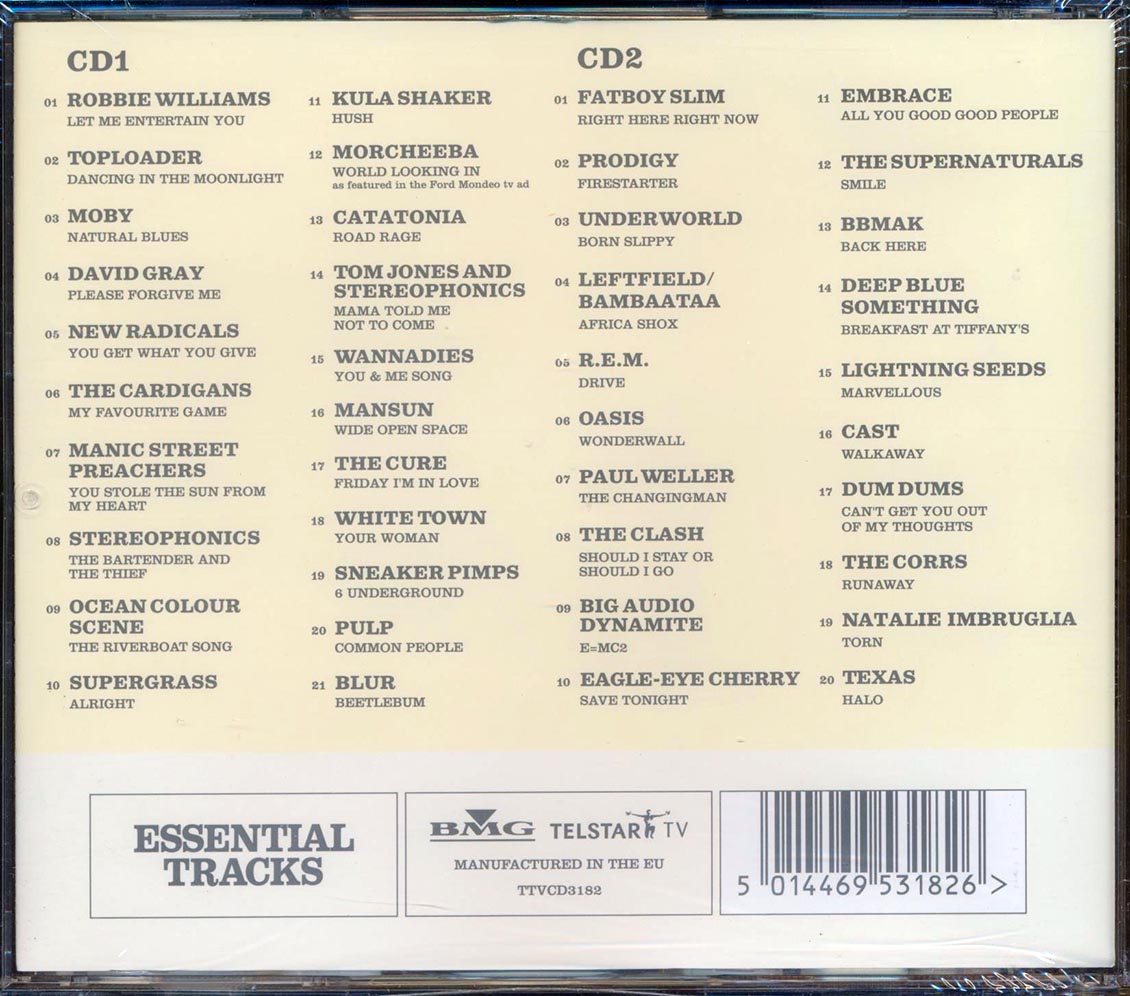 CD1
01 ROBBIE WILLIAMS
LET ME ENTERTAIN YOU
02 TOPLOADER
DANCING IN THE MOONLIGHT
03 MOBY
NATURAL BLUES
04 DAVID GRAY
PLEASE FORGIVE ME
05 NEW RADICALS
YOU GET WHAT YOU GIVE
06 THE CARDIGANS
MY FAVOURITE GAME
07 MANIC STREET
PREACHERS
YOU STOLE THE SUN FROM
MY HEART
08 STEREOPHONICS
THE BARTENDER AND
THE THIEF
09 OCEAN COLOUR
SCENE
THE RIVERBOAT SONG
10 SUPERGRASS
ALRIGHT
11 KULA SHAKER
HUSH
12 MORCHEEBA
WORLD LOOKING IN
as featured in the Ford Mondeo tv ad
13 CATATONIA
ROAD RAGE
14 TOM JONES AND
STEREOPHONICS
MAMA TOLD ME
NOT TO COME
15 WANNADIES
YOU & ME SONG
16 MANSUN
WIDE OPEN SPACE
17 THE CURE
FRIDAY I'M IN LOVE
18 WHITE TOWN
YOUR WOMAN
19 SNEAKER PIMPS
6 UNDERGROUND
20 PULP
COMMON PEOPLE
21 BLUR
BEETLEBUM
CD2
01 FATBOY SLIM
RIGHT HERE RIGHT NOW
02 PRODIGY
FIRESTARTER
03 UNDERWORLD
BORN SLIPPY
04 LEFTFIELD/
BAMBAATAA
AFRICA SHOX
05 R.E.M.
DRIVE
06 OASIS
WONDERWALL
07 PAUL WELLER
THE CHANGINGMAN
08 THE CLASH
SHOULD I STAY OR
SHOULD I GO
09 BIG AUDIO
DYNAMITE
E=MC2
10 EAGLE-EYE CHERRY
SAVE TONIGHT
11 EMBRACE
ALL YOU GOOD GOOD PEOPLE
12 THE SUPERNATURALS
SMILE
13 BBMAK
BACK HERE
14 DEEP BLUE
SOMETHING
BREAKFAST AT TIFFANY'S
15 LIGHTNING SEEDS
MARVELLOUS
16 CAST
WALKAWAY
17 DUM DUMS
CAN'T GET YOU OUT
OF MY THOUGHTS
18 THE CORRS
RUNAWAY
19 NATALIE IMBRUGLIA
TORN
20 TEXAS
HALO
ESSENTIAL
TRACKS
BMG TELSTAR TV
MANUFACTURED IN THE EU
TTVCD3182
5 014469 531826 >